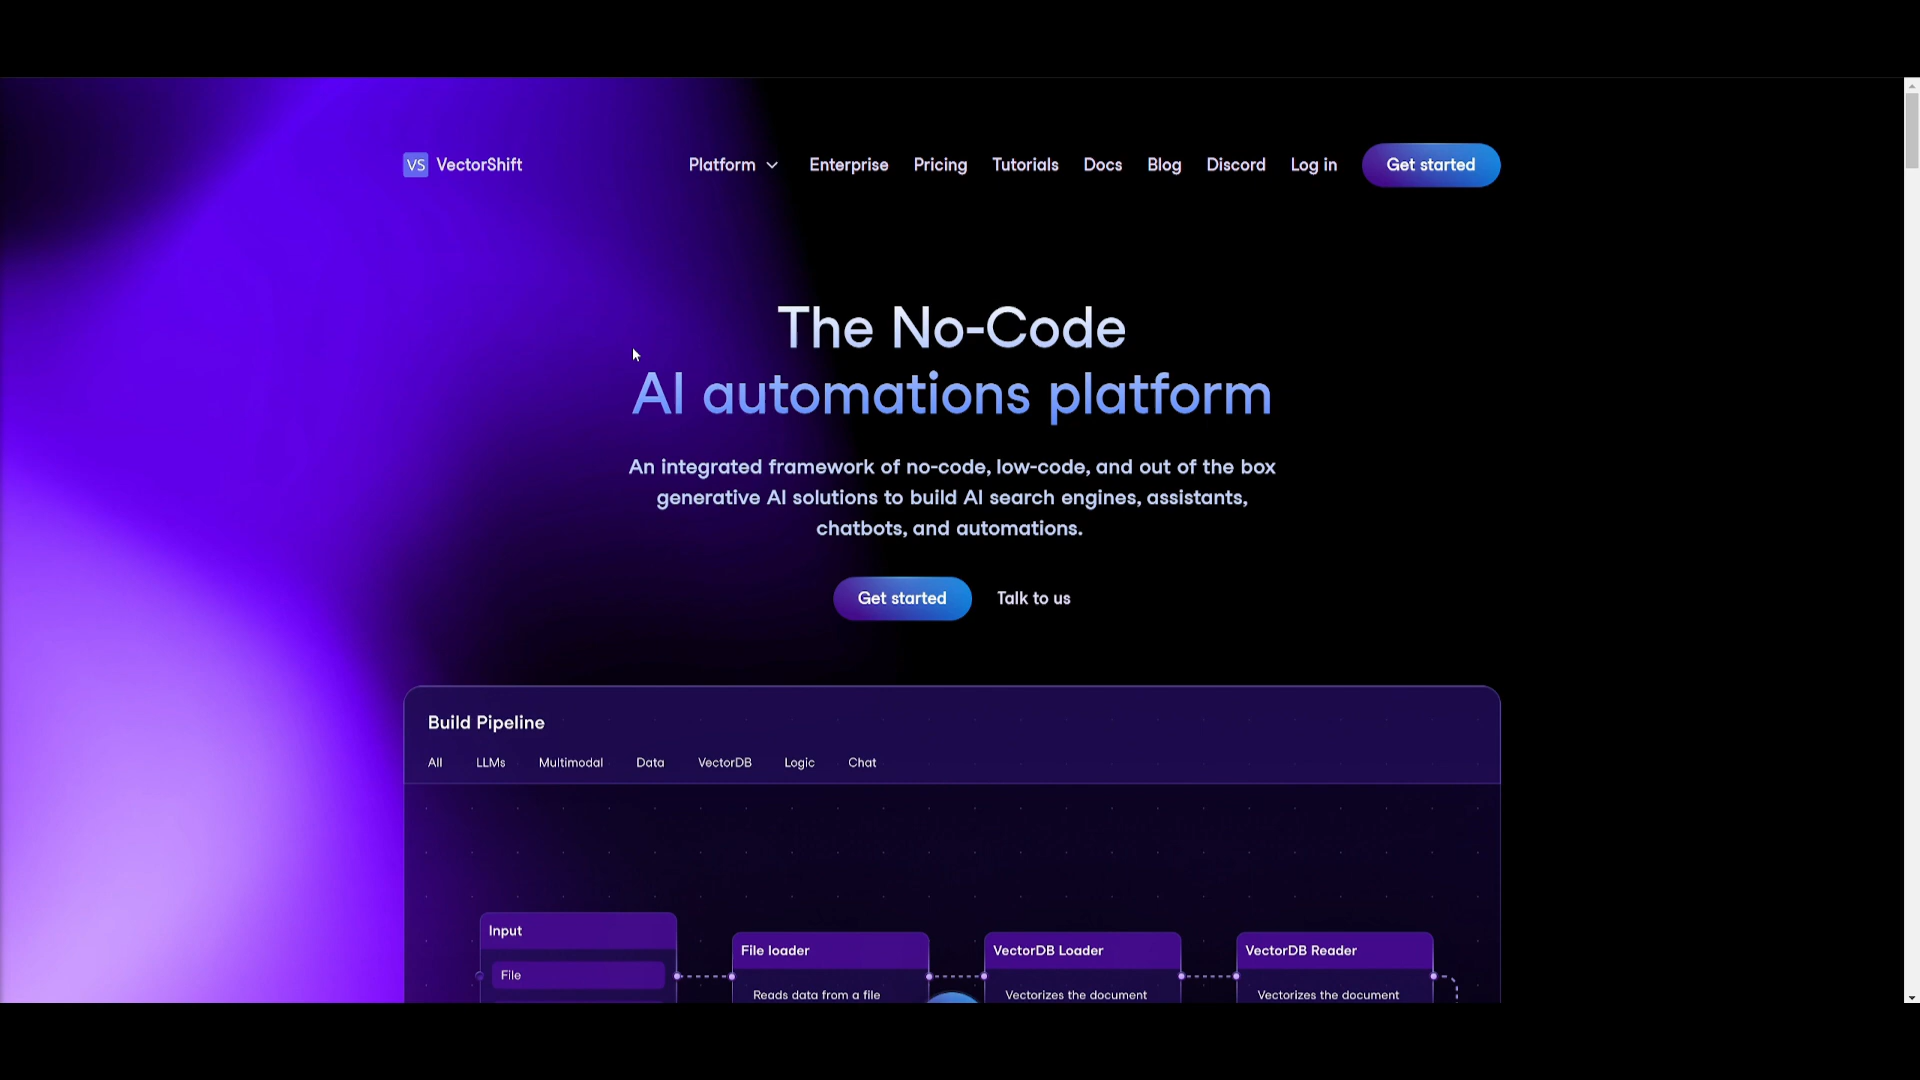 VS VectorShift
Platform Enterprise Pricing Tutorials Docs Blog Discord Log in Get started
The No-Code
AI automations platform
An integrated framework of no-code, low-code, and out of the box
generative AI solutions to build AI search engines, assistants,
chatbots, and automations.
Get started Talk to us
Build Pipeline
All LLMs Multimodal Data VectorDB Logic Chat
Input
File
File loader
Reads data from a file
VectorDB Loader
Vectorizes the document
VectorDB Reader
Vectorizes the document